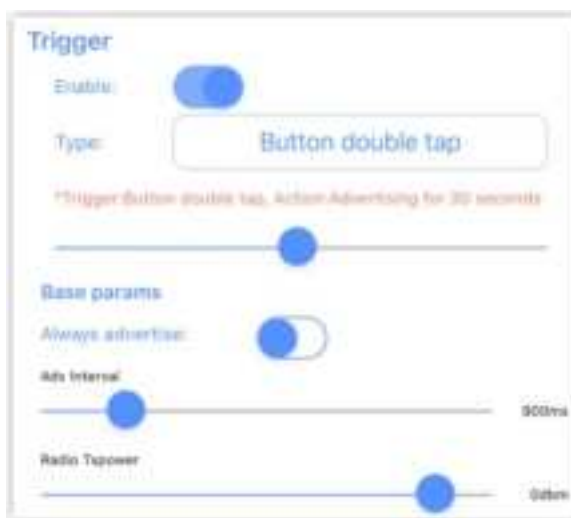 Trigger
Enable:
Type: Button double tap
*Trigger:Button double tap, Action:Advertising for 30 seconds
Base params
Always advertise:
Adv Interval
900ms
Radio Txpower
0dbm